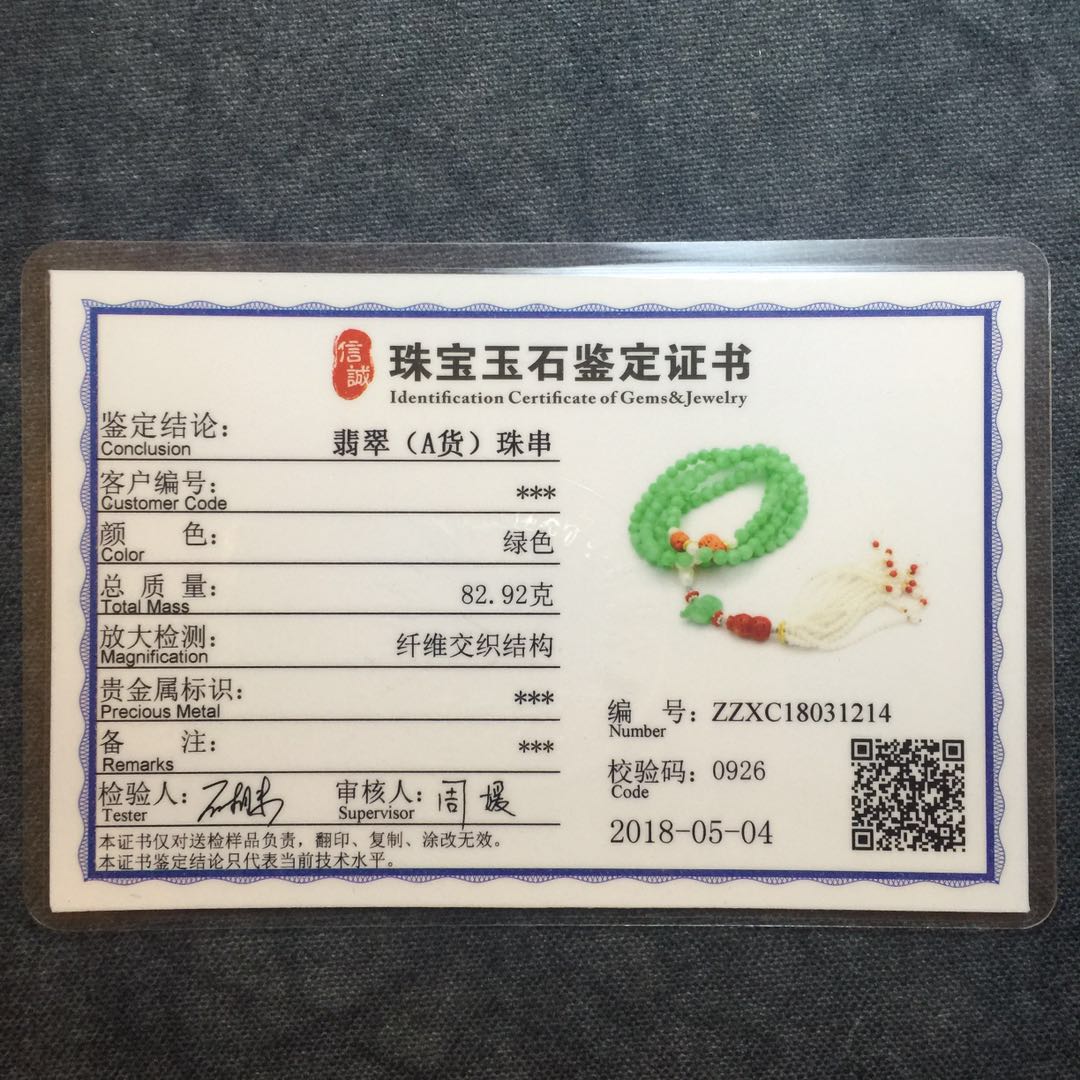 信誠
珠宝玉石鉴定证书
Identification Certificate of Gems&Jewelry
鉴定结论: 翡翠（A货）珠串
Conclusion
客户编号: ***
Customer Code
颜 色: 绿色
Color
总 质 量: 82.92克
Total Mass
放大检测: 纤维交织结构
Magnification
贵金属标识: ***
Precious Metal
备 注: ***
Remarks
检验人: 审核人: 周媛
Tester Supervisor
本证书仅对送检样品负责，翻印、复制、涂改无效。
本证书鉴定结论只代表当前技术水平。
编 号: ZZXC18031214
Number
校验码: 0926
Code
2018-05-04